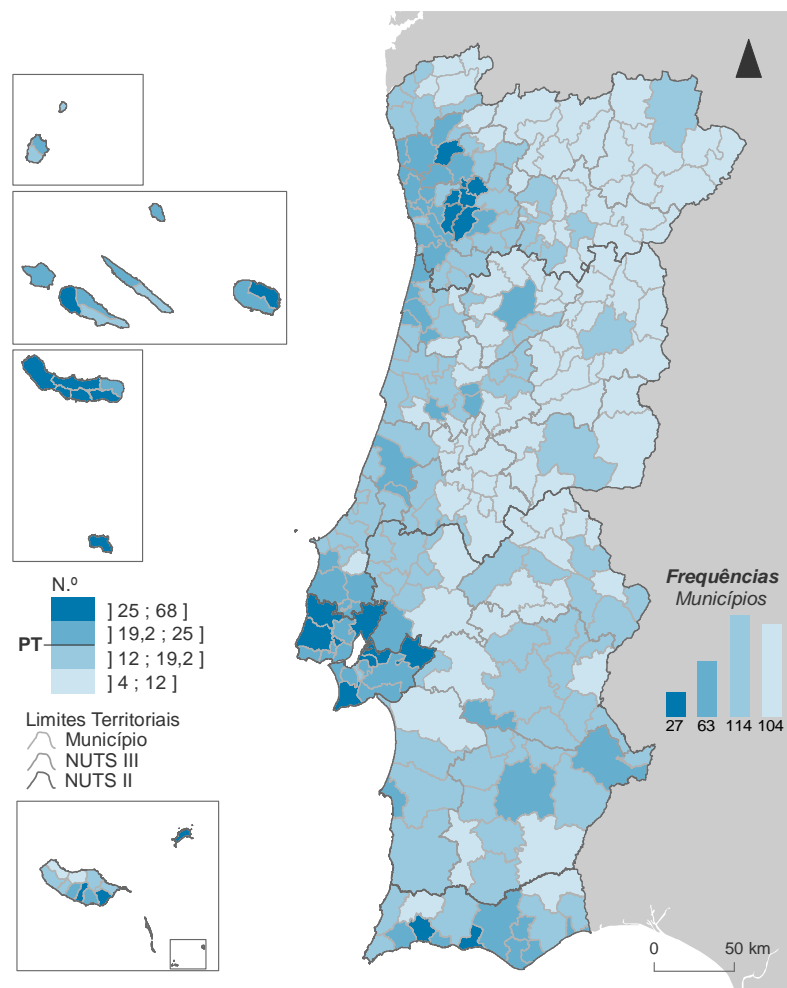 N.º
] 25 ; 68 ]
] 19,2 ; 25 ]
PT
] 12 ; 19,2 ]
] 4 ; 12 ]
Limites Territoriais
Município
NUTS III
NUTS II
Frequências
Municípios
27 63 114 104
0 50 km